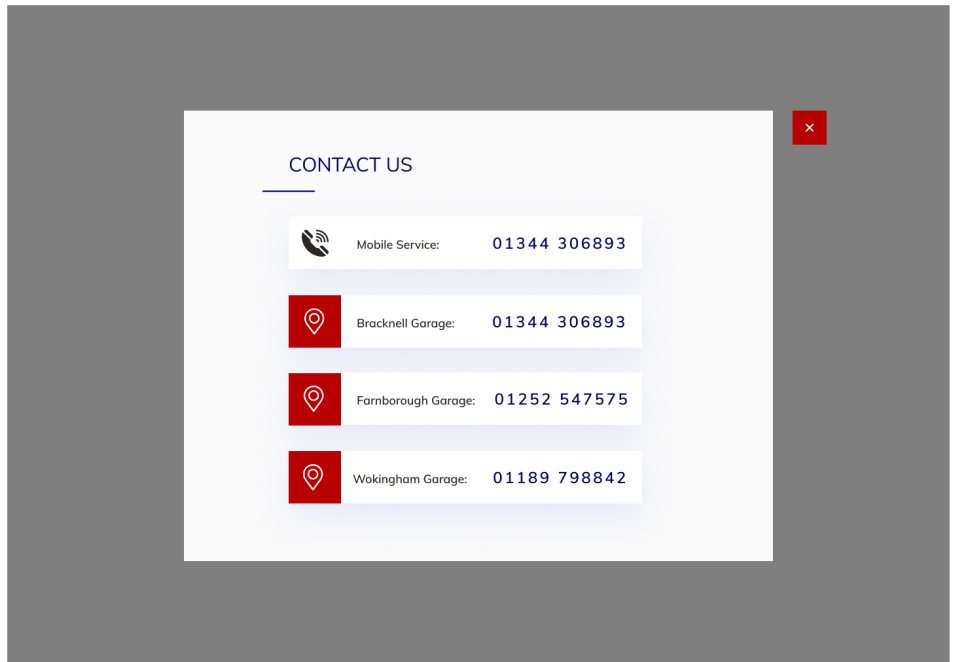 CONTACT US
Mobile Service: 01344 306893
Bracknell Garage: 01344 306893
Farnborough Garage: 01252 547575
Wokingham Garage: 01189 798842